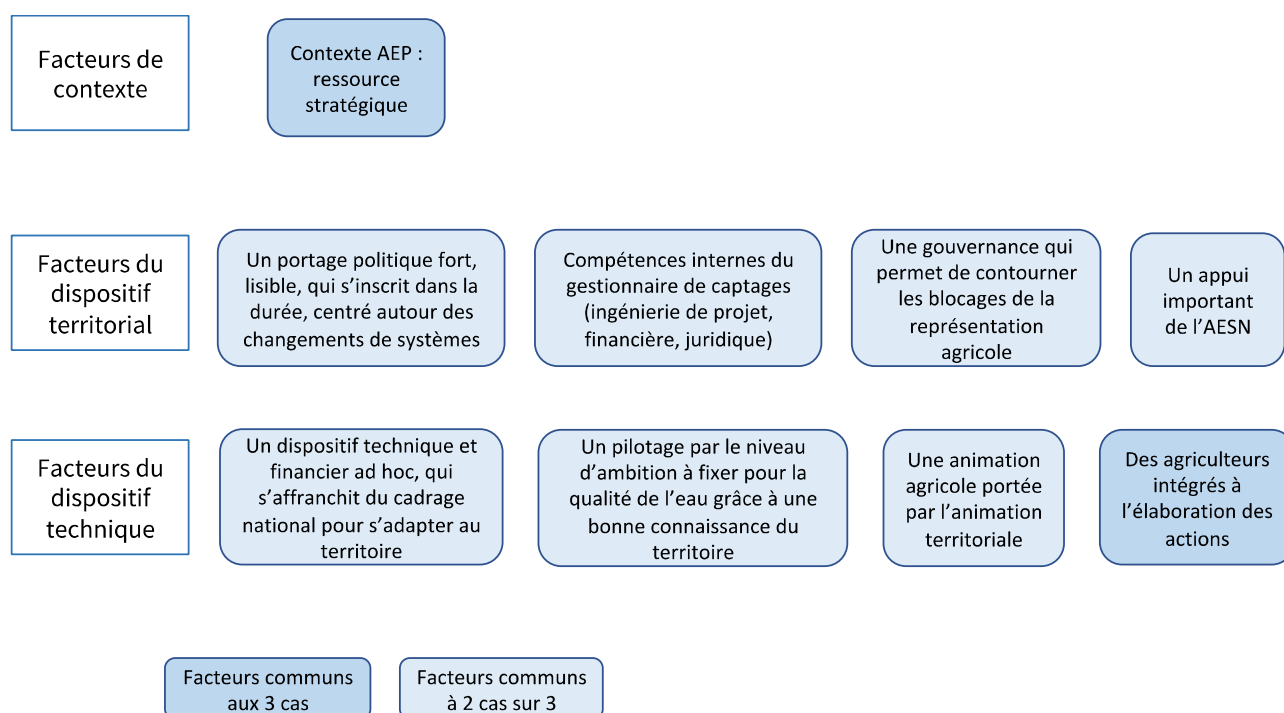 Facteurs de
contexte
Contexte AEP :
ressource
stratégique
Facteurs du
dispositif
territorial
Un portage politique fort,
lisible, qui s’inscrit dans la
durée, centré autour des
changements de systèmes
Compétences internes du
gestionnaire de captages
(ingénierie de projet,
financière, juridique)
Une gouvernance qui
permet de contourner
les blocages de la
représentation
agricole
Un appui
important
de l’AESN
Facteurs du
dispositif
technique
Un dispositif technique et
financier ad hoc, qui
s’affranchit du cadrage
national pour s’adapter au
territoire
Un pilotage par le niveau
d’ambition à fixer pour la
qualité de l’eau grâce à une
bonne connaissance du
territoire
Une animation
agricole portée
par l’animation
territoriale
Des agriculteurs
intégrés à
l’élaboration des
actions
Facteurs communs
aux 3 cas
Facteurs communs
à 2 cas sur 3